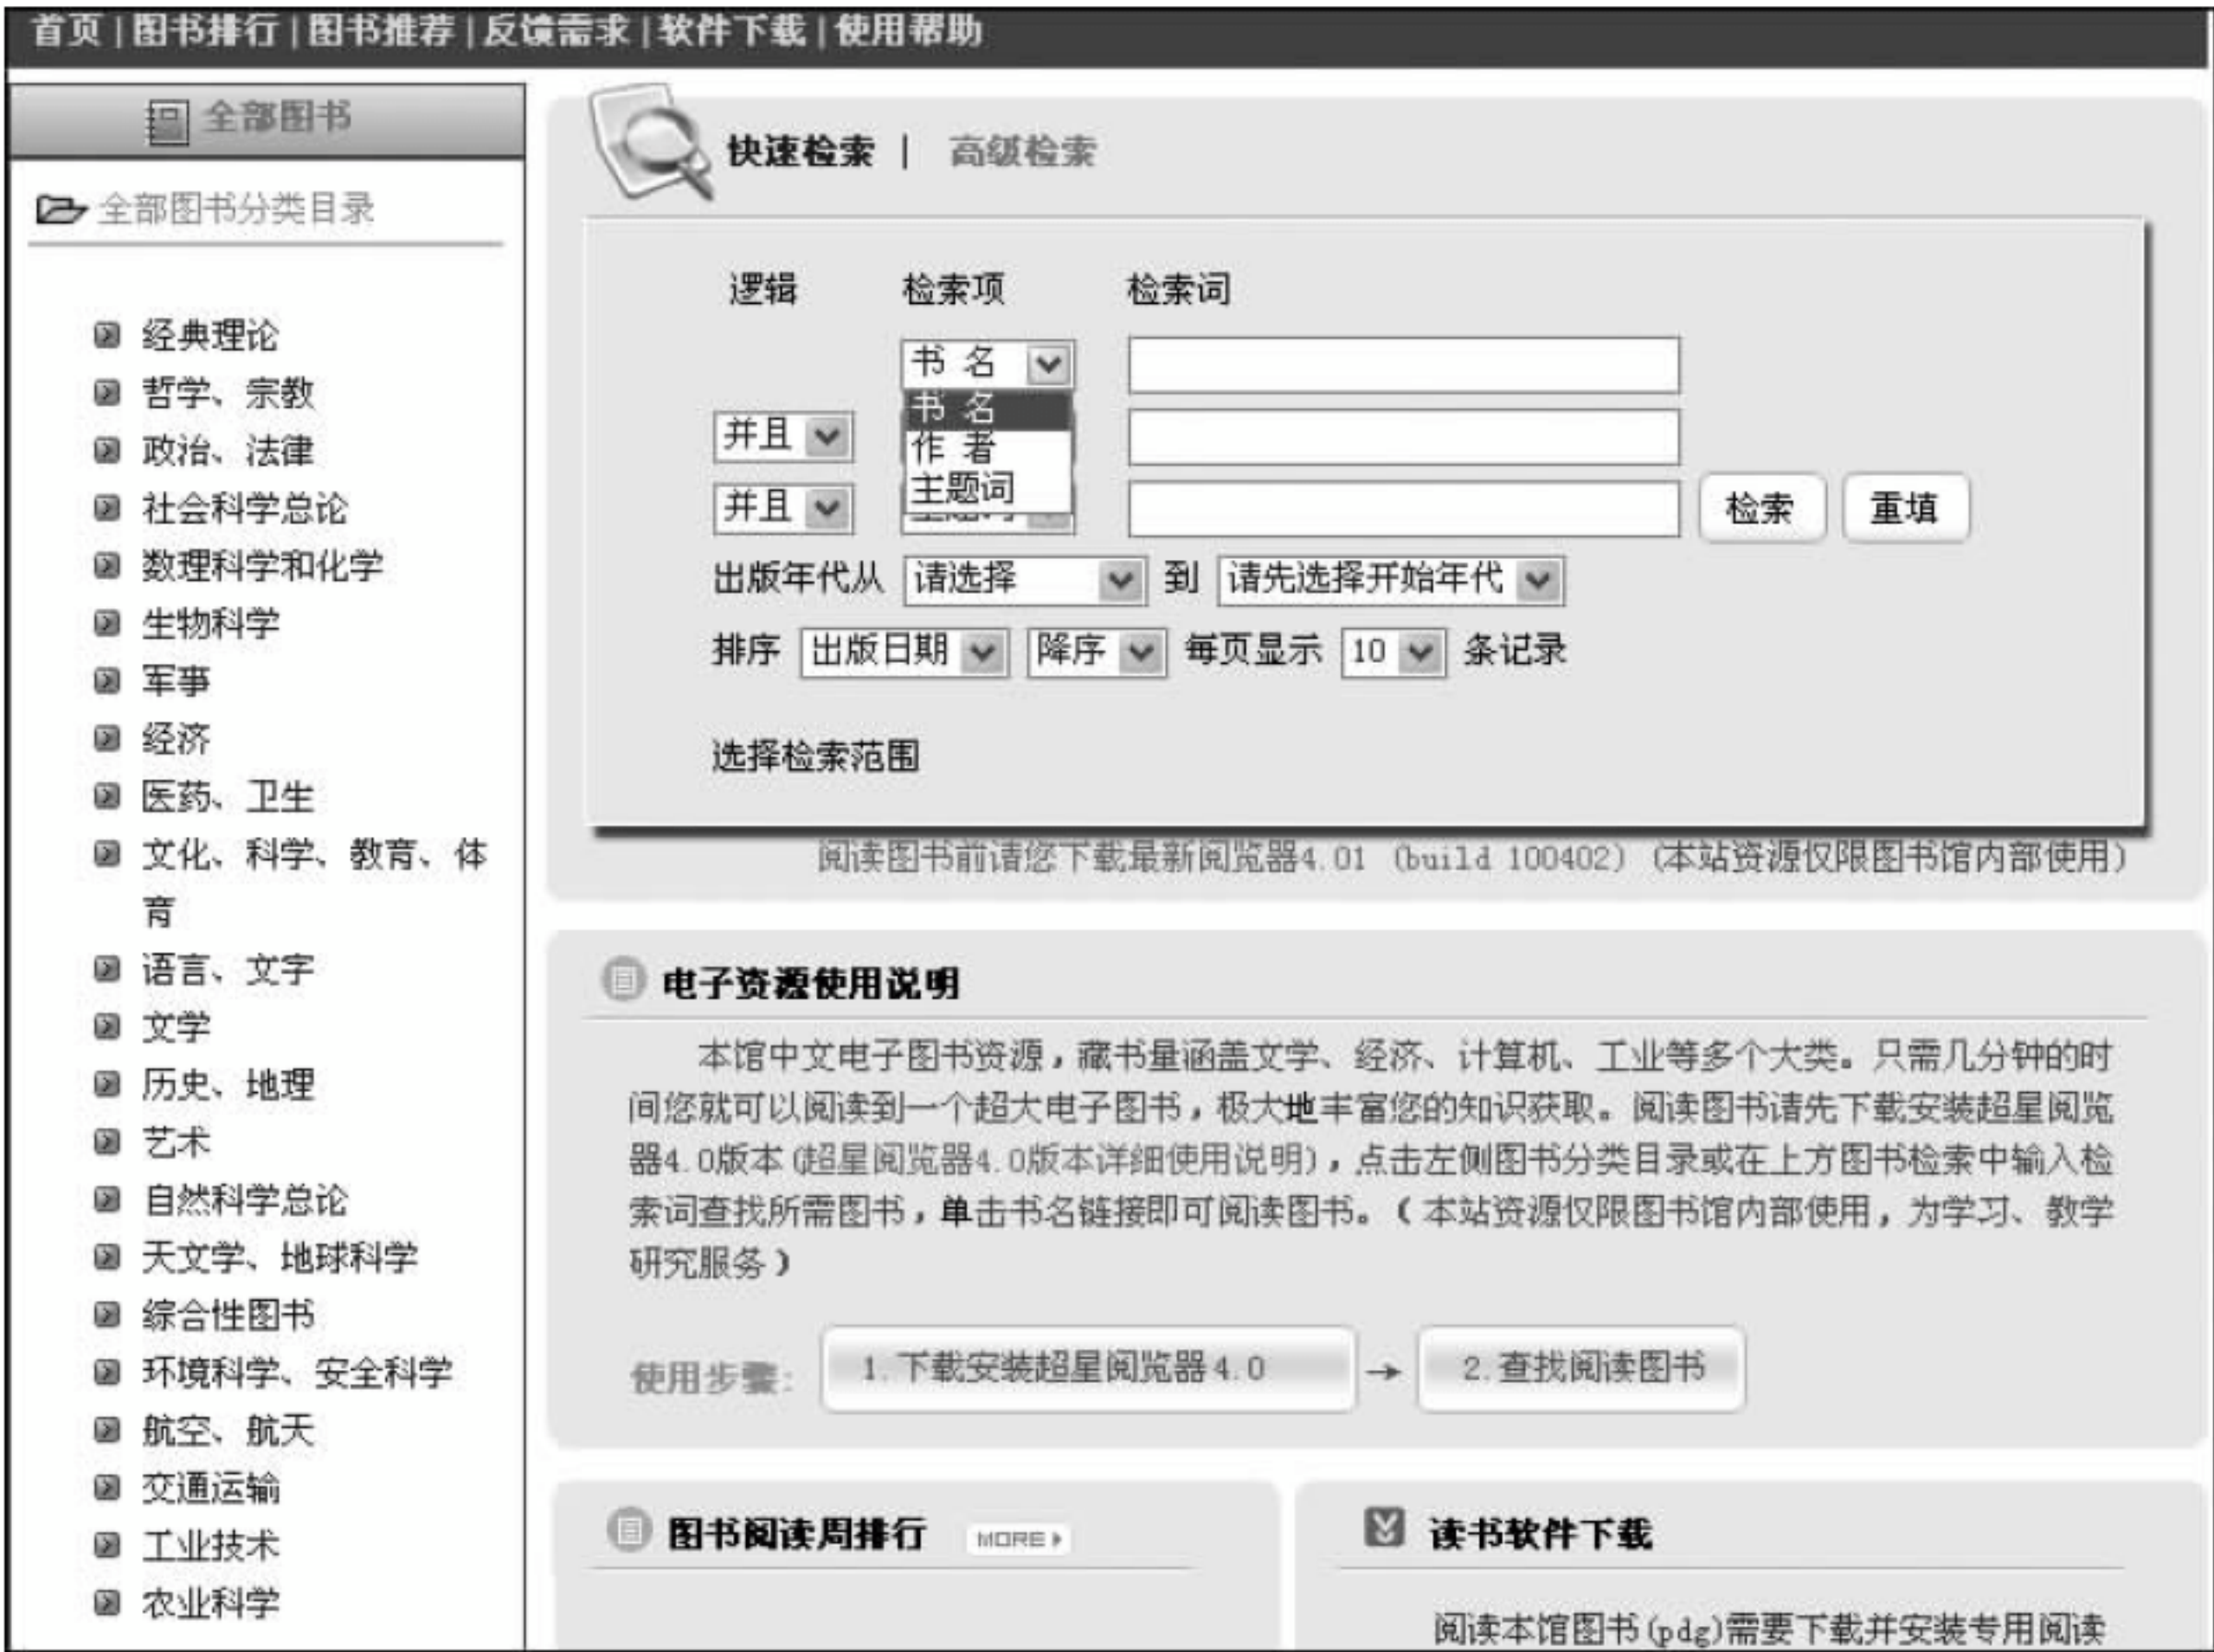 首页|图书排行|图书推荐|反馈需求|软件下载|使用帮助
全部图书
全部图书分类目录
经典理论
哲学、宗教
政治、法律
社会科学总论
数理科学和化学
生物科学
军事
经济
医药、卫生
文化、科学、教育、体
育
语言、文字
文学
历史、地理
艺术
自然科学总论
天文学、地球科学
综合性图书
环境科学、安全科学
航空、航天
交通运输
工业技术
农业科学
快速检索 | 高级检索
逻辑 检索项 检索词
书 名
书 名
并且 作 者
并且 主题词 检索 重填
出版年代从 请选择 到 请先选择开始年代
排序 出版日期 降序 每页显示 10 条记录
选择检索范围
阅读图书前请您下载最新阅览器4.01 (build 100402) (本站资源仅限图书馆内部使用)
电子资源使用说明
本馆中文电子图书资源，藏书量涵盖文学、经济、计算机、工业等多个大类。只需几分钟的时
间您就可以阅读到一个超大电子图书，极大地丰富您的知识获取。阅读图书请先下载安装超星阅览
器4.0版本(超星阅览器4.0版本详细使用说明)，点击左侧图书分类目录或在上方图书检索中输入检
索词查找所需图书，单击书名链接即可阅读图书。(本站资源仅限图书馆内部使用，为学习、教学
研究服务)
使用步骤: 1.下载安装超星阅览器4.0 → 2.查找阅读图书
图书阅读周排行 MORE
读书软件下载
阅读本馆图书(pdg)需要下载并安装专用阅读